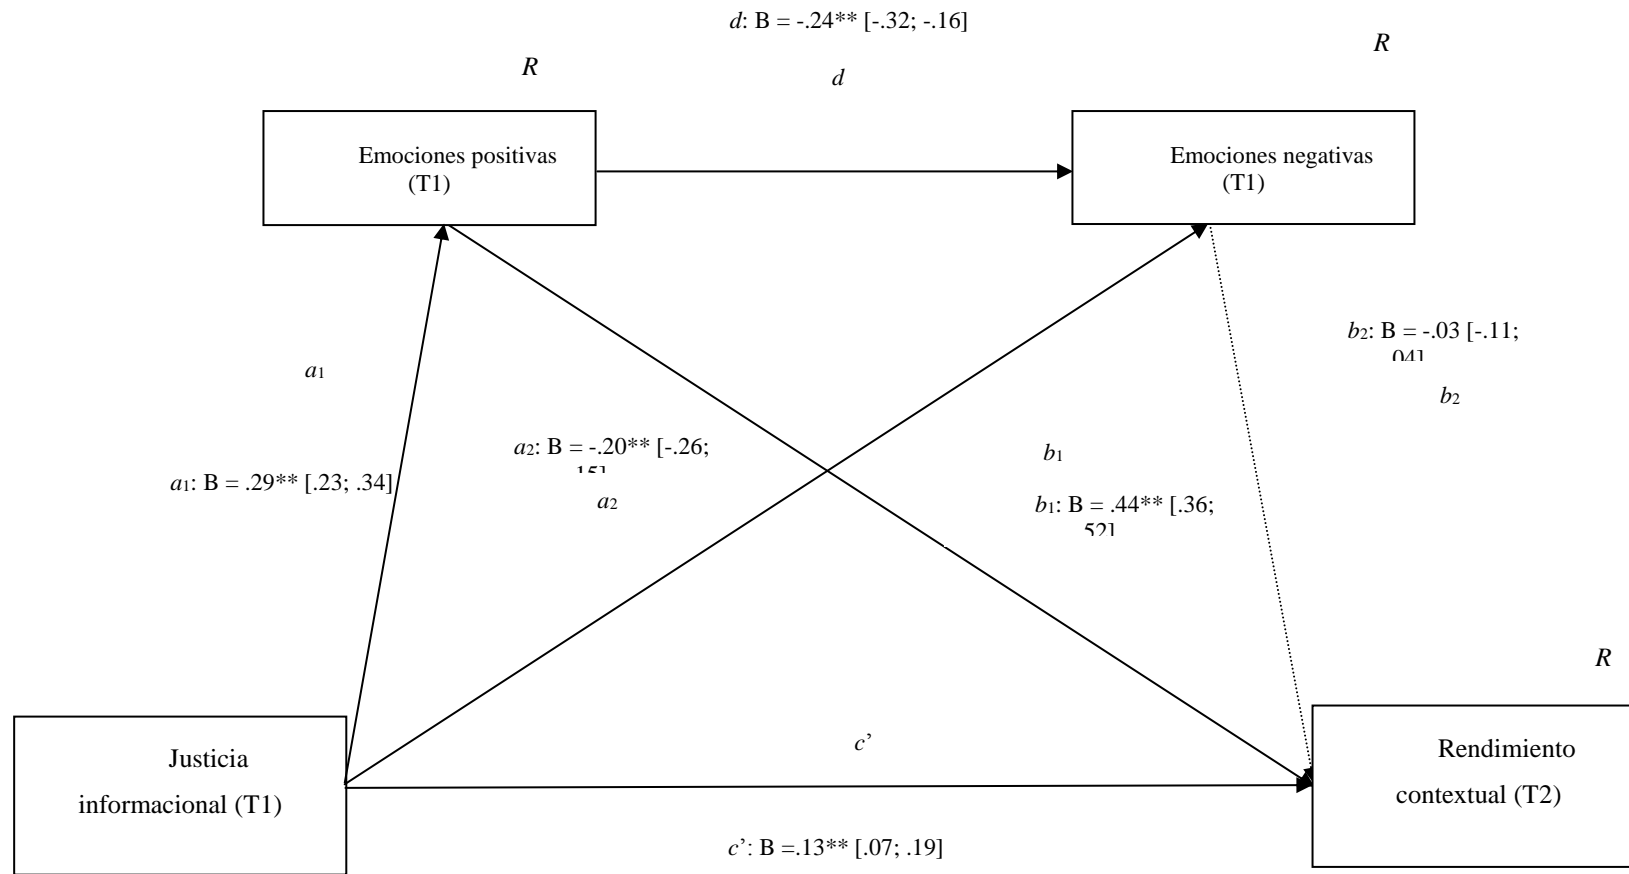 d: B = -.24** [-.32; -.16]
R
R
d
Emociones positivas
(T1)
Emociones negativas
(T1)
b2: B = -.03 [-.11;
a1
b2
a2: B = -.20** [-.26;
b1
a1: B = .29** [.23; .34]
a2
b1: B = .44** [.36;
R
Justicia
informacional (T1)
c’
Rendimiento
contextual (T2)
c’: B =.13** [.07; .19]